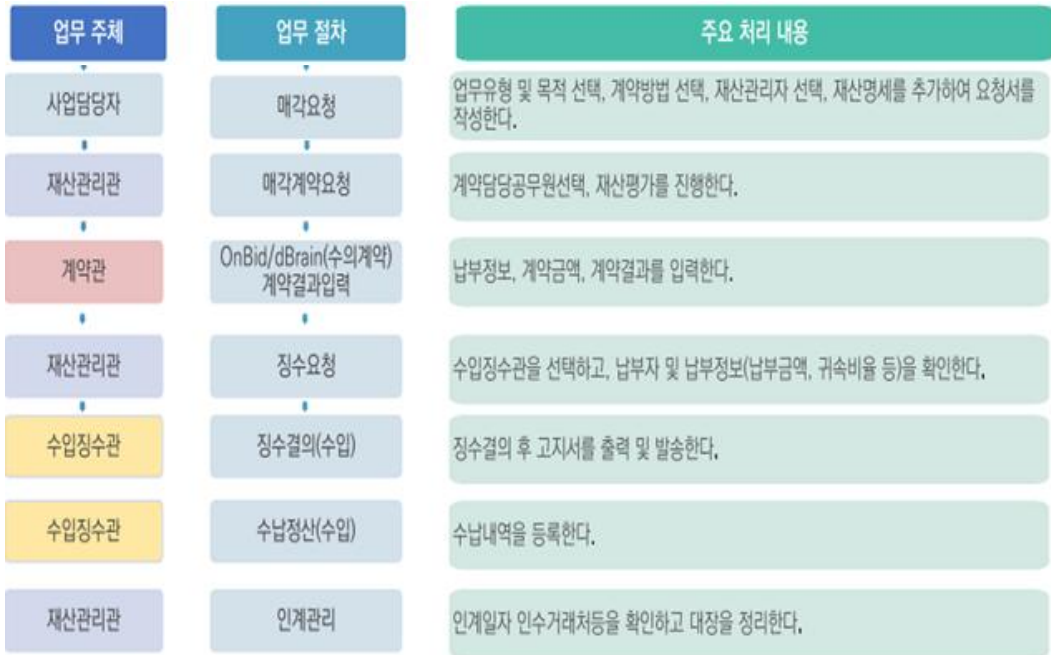 업무 주체 업무 절차 주요 처리 내용
사업담당자 매각요청 업무유형 및 목적 선택, 계약방법 선택, 재산관리자 선택, 재산명세를 추가하여 요청서를
작성한다.
재산관리관 매각계약요청 계약담당공무원선택, 재산평가를 진행한다.
계약관 OnBid/dBrain(수의계약)
계약결과입력 납부정보, 계약금액, 계약결과를 입력한다.
재산관리관 징수요청 수입징수관을 선택하고, 납부자 및 납부정보(납부금액, 귀속비율 등)을 확인한다.
수입징수관 징수결의(수입) 징수결의 후 고지서를 출력 및 발송한다.
수입징수관 수납정산(수입) 수납내역을 등록한다.
재산관리관 인계관리 인계일자 인수거래처등을 확인하고 대장을 정리한다.